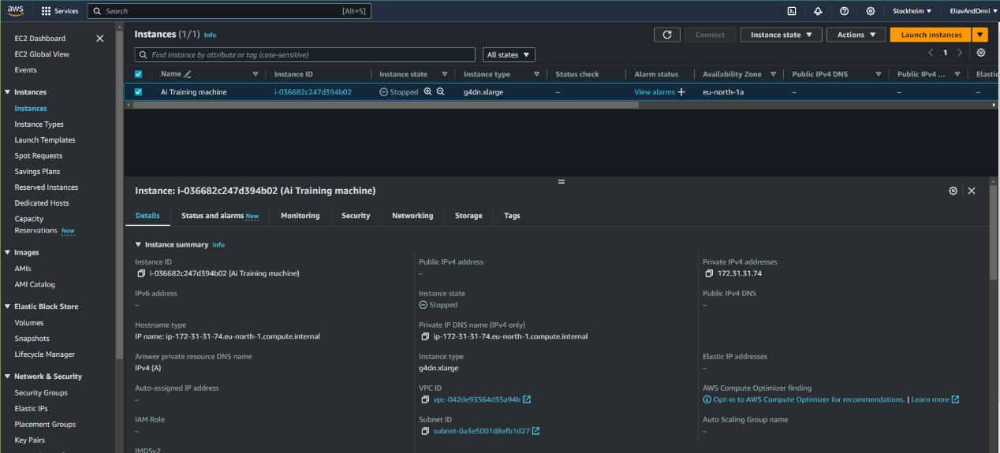 aws Services Search [Alt+S] Stockholm EliavAndOmri
EC2 Dashboard
EC2 Global View
Events
Instances
Instances
Instance Types
Launch Templates
Spot Requests
Savings Plans
Reserved Instances
Dedicated Hosts
Capacity
Reservations New
Images
AMIs
AMI Catalog
Elastic Block Store
Volumes
Snapshots
Lifecycle Manager
Network & Security
Security Groups
Elastic IPs
Placement Groups
Key Pairs
Instances (1/1) Info Connect Instance state Actions Launch instances
Find Instance by attribute or tag (case-sensitive) All states 1
Name Instance ID Instance state Instance type Status check Alarm status Availability Zone Public IPv4 DNS Public IPv4 ... Elastic
Ai Training machine i-036682c247d394b02 Stopped g4dn.xlarge – View alarms + eu-north-1a – – –
Instance: i-036682c247d394b02 (Ai Training machine)
Details Status and alarms New Monitoring Security Networking Storage Tags
Instance summary Info
Instance ID
i-036682c247d394b02 (Ai Training machine)
Public IPv4 address
–
Private IPv4 addresses
172.31.31.74
IPv6 address
–
Instance state
Stopped
Public IPv4 DNS
–
Hostname type
IP name: ip-172-31-31-74.eu-north-1.compute.internal
Private IP DNS name (IPv4 only)
ip-172-31-31-74.eu-north-1.compute.internal
Answer private resource DNS name
IPv4 (A)
Instance type
g4dn.xlarge
Elastic IP addresses
–
Auto-assigned IP address
–
VPC ID
vpc-042de93564d35a94b
AWS Compute Optimizer finding
Opt-in to AWS Compute Optimizer for recommendations. | Learn more
IAM Role
–
Subnet ID
subnet-0a3e5001d8efb1d27
Auto Scaling Group name
–
IMDSv2